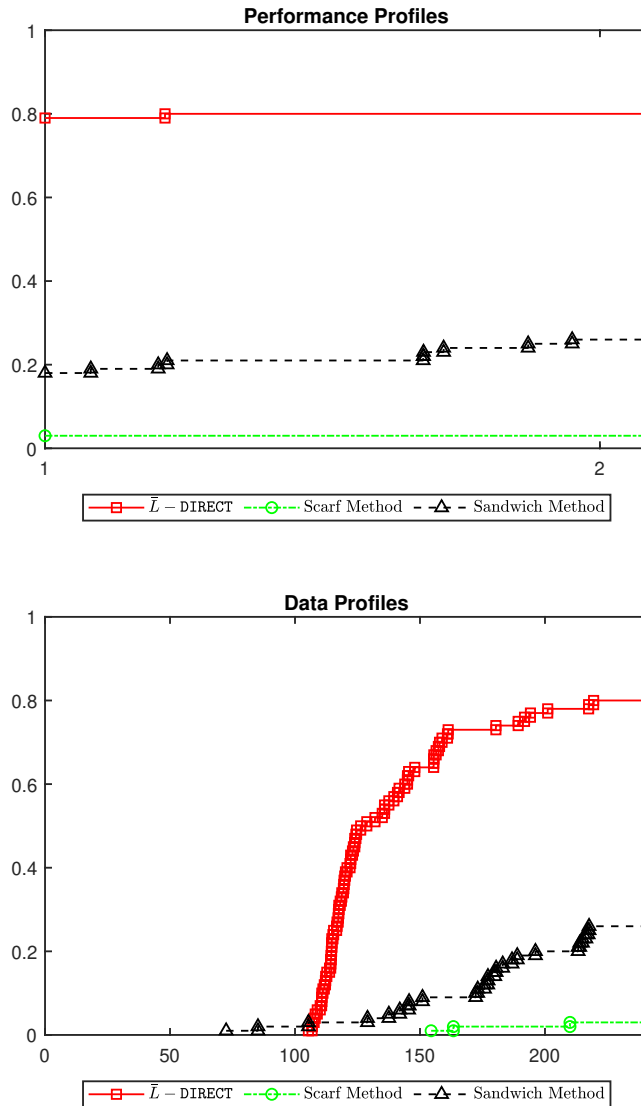 Performance Profiles
1
0.8
0.6
0.4
0.2
0
1 2
L̄ − DIRECT Scarf Method Sandwich Method
Data Profiles
1
0.8
0.6
0.4
0.2
0
0 50 100 150 200
L̄ − DIRECT Scarf Method Sandwich Method